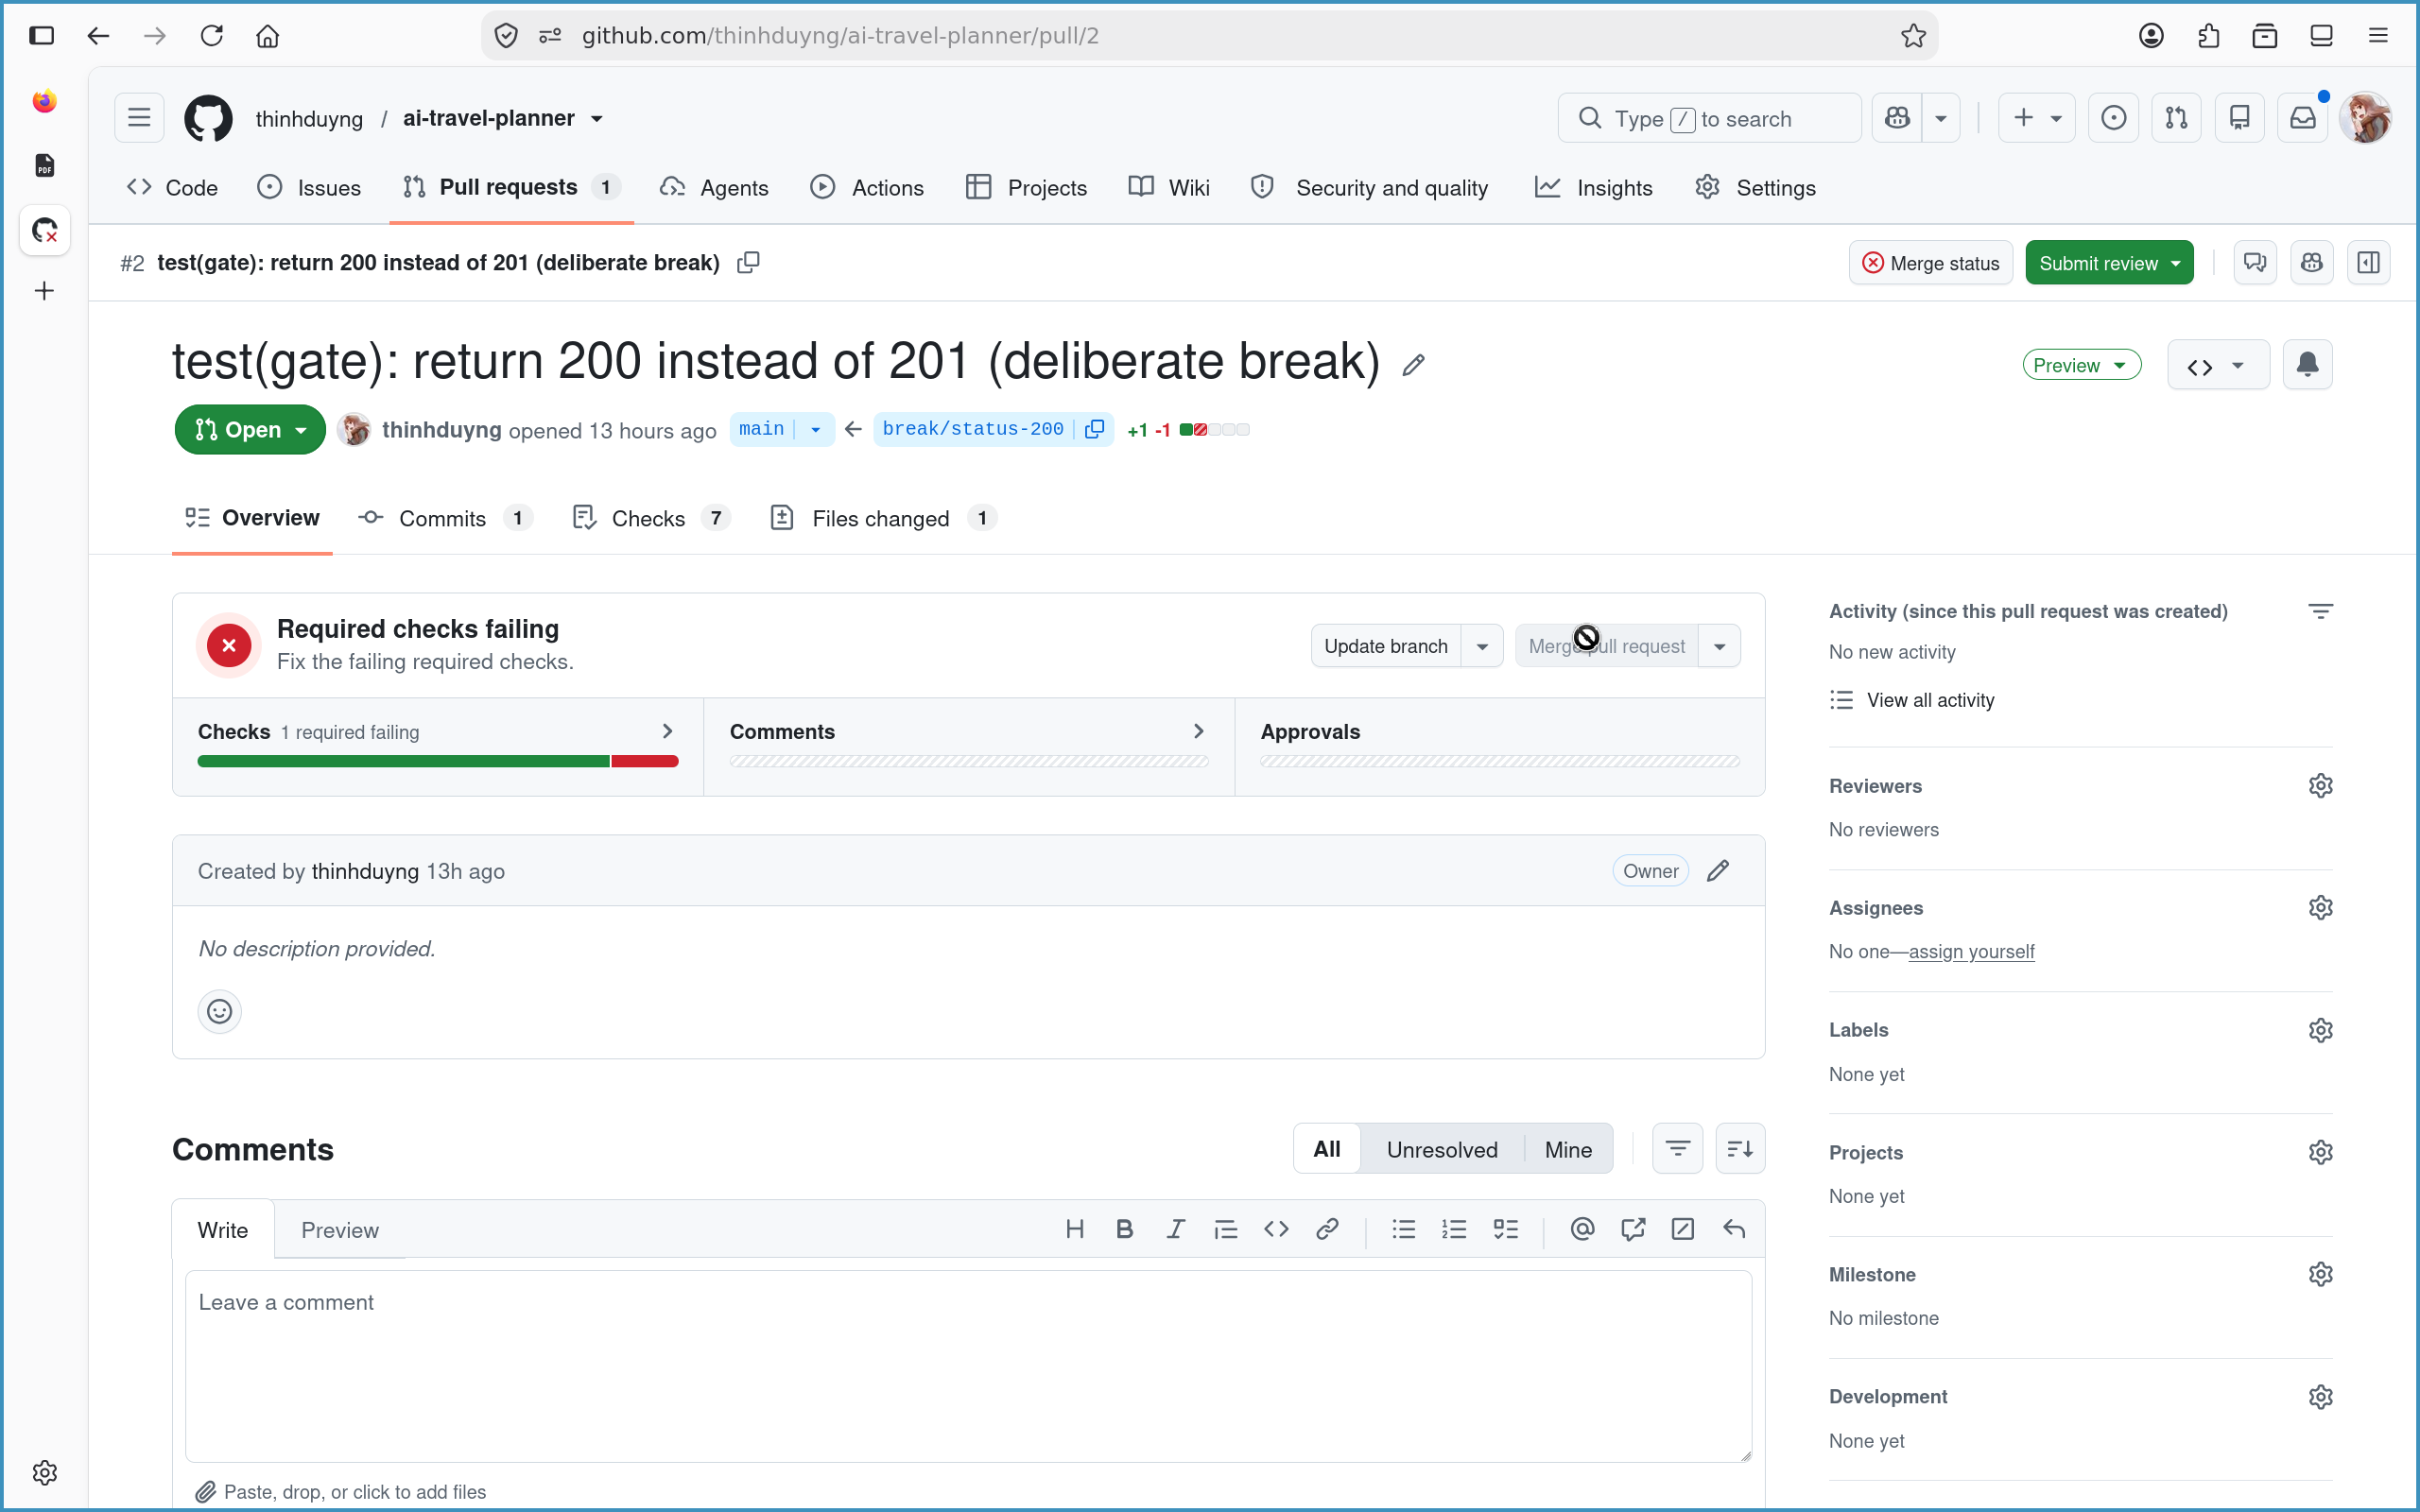 github.com/thinhduyng/ai-travel-planner/pull/2
thinhduyng / ai-travel-planner
Type / to search
Code Issues Pull requests 1 Agents Actions Projects Wiki Security and quality Insights Settings
#2 test(gate): return 200 instead of 201 (deliberate break)
Merge status Submit review
test(gate): return 200 instead of 201 (deliberate break)
Preview
Open thinhduyng opened 13 hours ago main break/status-200 +1 -1
Overview Commits 1 Checks 7 Files changed 1
Required checks failing
Fix the failing required checks.
Update branch Merge pull request
Checks 1 required failing Comments Approvals
Created by thinhduyng 13h ago Owner
No description provided.
Comments
All Unresolved Mine
Write Preview
Leave a comment
Paste, drop, or click to add files
Activity (since this pull request was created)
No new activity
View all activity
Reviewers
No reviewers
Assignees
No one—assign yourself
Labels
None yet
Projects
None yet
Milestone
No milestone
Development
None yet
PDF